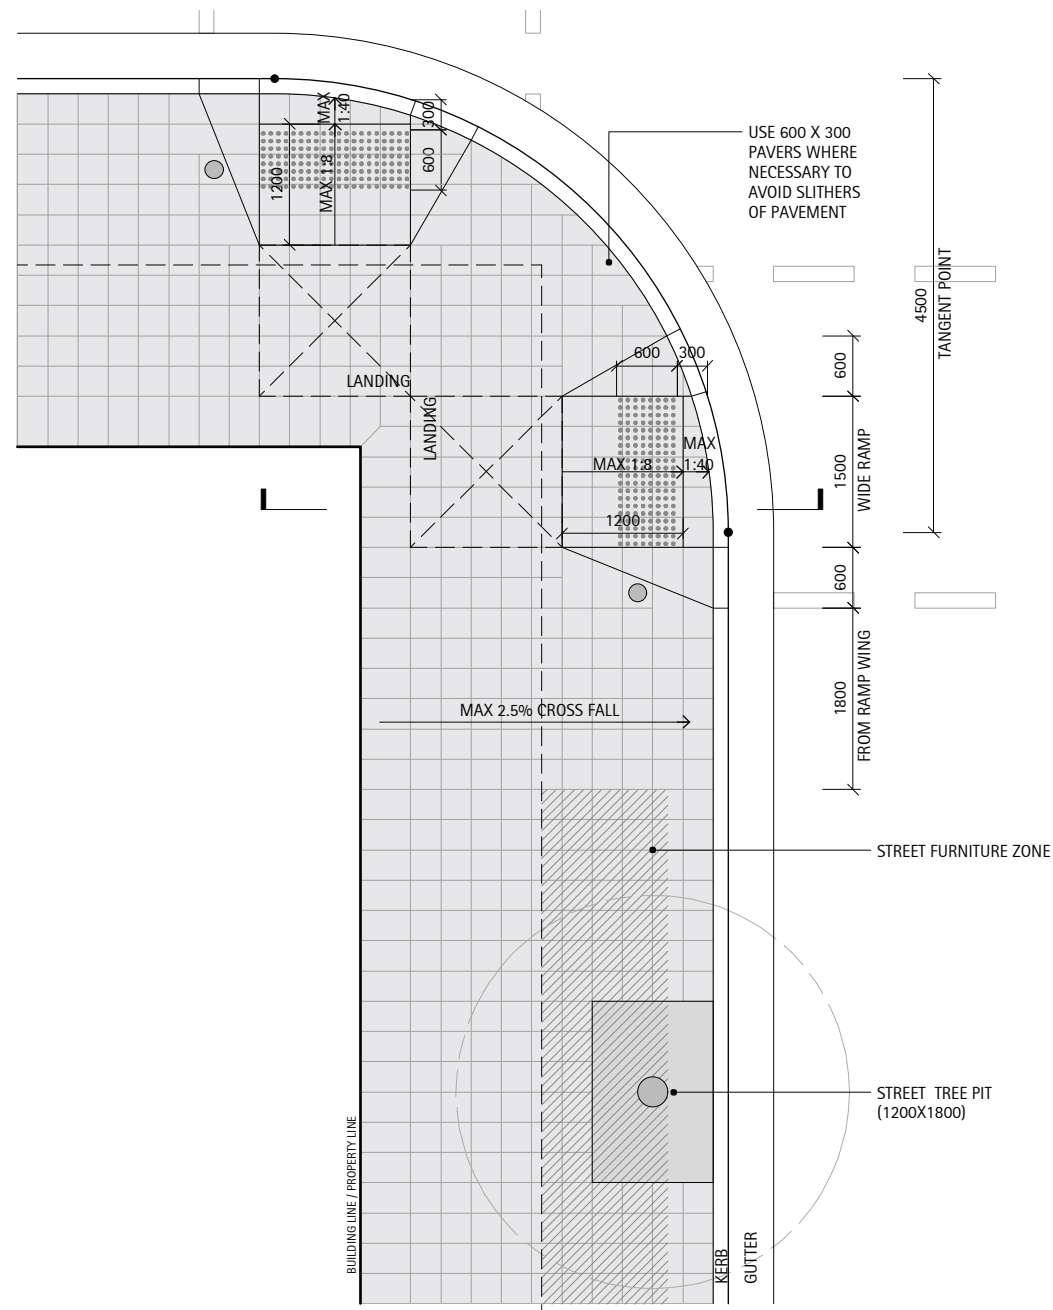 MAX
1:40
300
1200
MAX 1:8
600
USE 600 X 300
PAVERS WHERE
NECESSARY TO
AVOID SLITHERS
OF PAVEMENT
4500
TANGENT POINT
LANDING
LANDING
600
300
MAX 1:8
MAX
1:40
1200
600
1500
WIDE RAMP
600
1800
FROM RAMP WING
MAX 2.5% CROSS FALL
STREET FURNITURE ZONE
STREET TREE PIT
(1200X1800)
BUILDING LINE / PROPERTY LINE
KERB
GUTTER